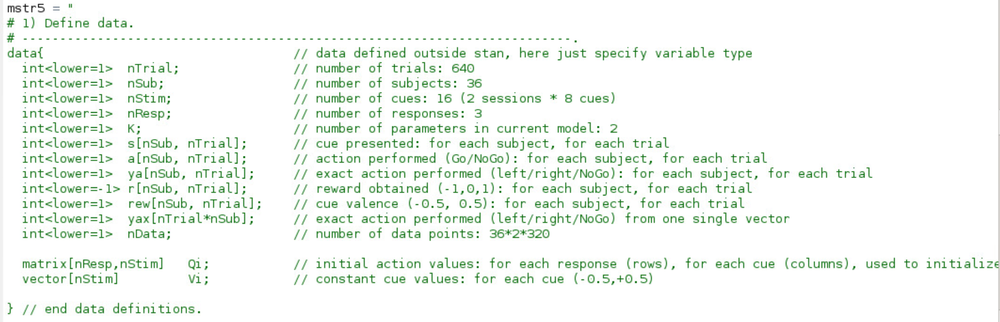 mstr5 = "
# 1) Define data.
# -------------------------------------------------------------------------.
data{                                 // data defined outside stan, here just specify variable type
  int<lower=1>  nTrial;               // number of trials: 640
  int<lower=1>  nSub;                 // number of subjects: 36
  int<lower=1>  nStim;                // number of cues: 16 (2 sessions * 8 cues)
  int<lower=1>  nResp;                // number of responses: 3
  int<lower=1>  K;                    // number of parameters in current model: 2
  int<lower=1>  s[nSub, nTrial];      // cue presented: for each subject, for each trial
  int<lower=1>  a[nSub, nTrial];      // action performed (Go/NoGo): for each subject, for each trial
  int<lower=1>  ya[nSub, nTrial];     // exact action performed (left/right/NoGo): for each subject, for each trial
  int<lower=-1> r[nSub, nTrial];      // reward obtained (-1,0,1): for each subject, for each trial
  int<lower=1>  rew[nSub, nTrial];    // cue valence (-0.5, 0.5): for each subject, for each trial
  int<lower=1>  yax[nTrial*nSub];     // exact action performed (left/right/NoGo) from one single vector
  int<lower=1>  nData;                // number of data points: 36*2*320
  matrix[nResp,nStim]   Qi;           // initial action values: for each response (rows), for each cue (columns), used to initialize
  vector[nStim]         Vi;           // constant cue values: for each cue (-0.5,+0.5)
} // end data definitions.